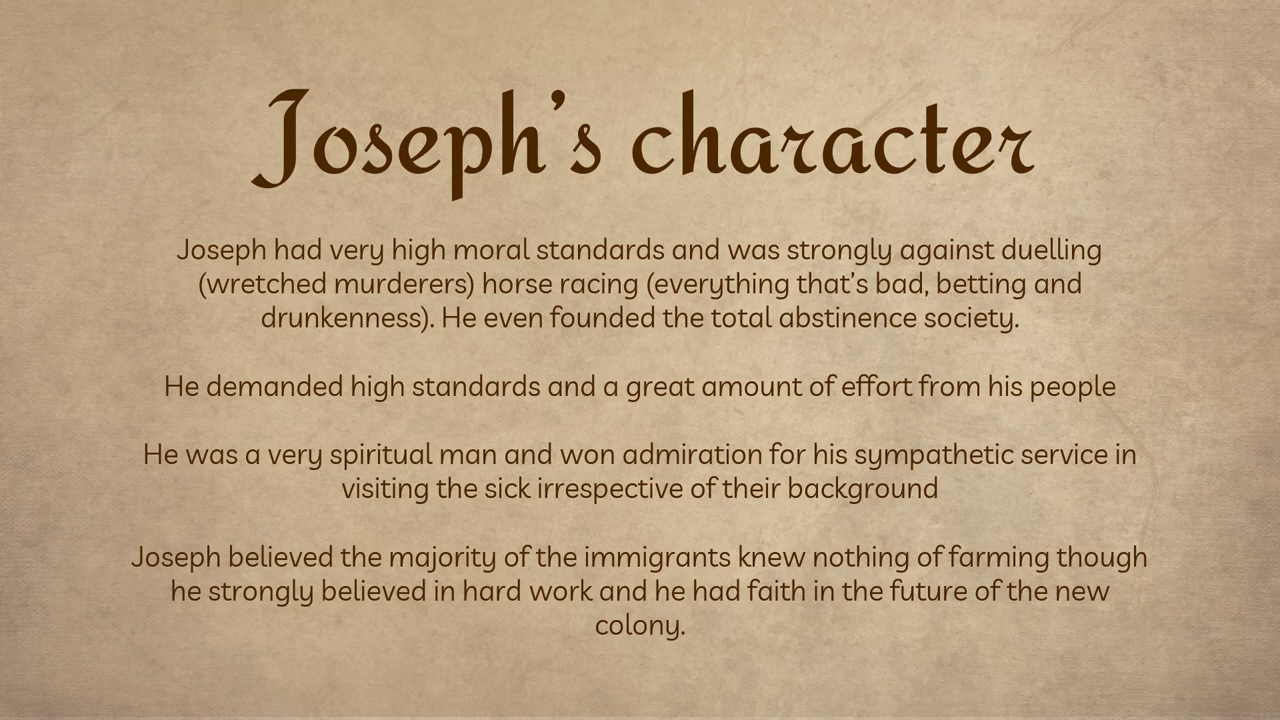 Joseph's character
Joseph had very high moral standards and was strongly against duelling
(wretched murderers) horse racing (everything that's bad, betting and
drunkenness). He even founded the total abstinence society.
He demanded high standards and a great amount of effort from his people
He was a very spiritual man and won admiration for his sympathetic service in
visiting the sick irrespective of their background
Joseph believed the majority of the immigrants knew nothing of farming though
he strongly believed in hard work and he had faith in the future of the new
colony.